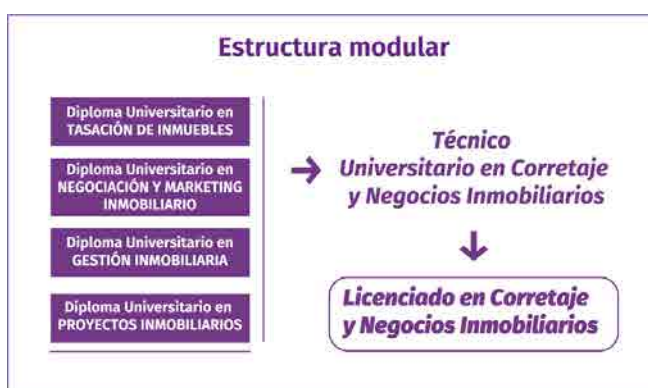 Estructura modular
Diploma Universitario en
TASACIÓN DE INMUEBLES
Diploma Universitario en
NEGOCIACIÓN Y MARKETING
INMOBILIARIO
Diploma Universitario en
GESTIÓN INMOBILIARIA
Diploma Universitario en
PROYECTOS INMOBILIARIOS
Técnico
Universitario en Corretaje
y Negocios Inmobiliarios
Licenciado en Corretaje
y Negocios Inmobiliarios